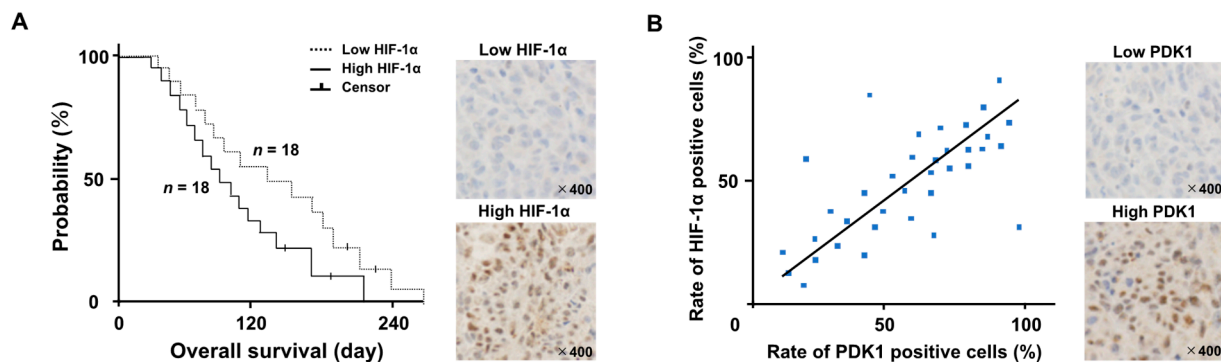 A
Probability (%)
100
50
0
0
120
240
Overall survival (day)
Low HIF-1α
High HIF-1α
Censor
n = 18
n = 18
Low HIF-1α
×400
High HIF-1α
×400
B
Rate of HIF-1α positive cells (%)
100
50
0
50
100
Rate of PDK1 positive cells (%)
Low PDK1
×400
High PDK1
×400